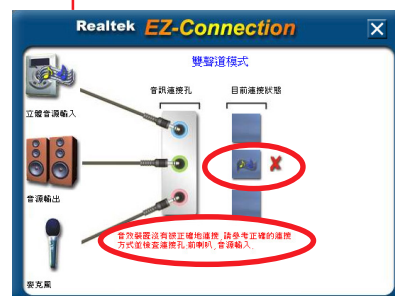 Realtek EZ-Connection
雙聲道模式
音訊連接孔
目前連接狀態
立體音源輸入
音源輸出
麥克風
音效裝置沒有被正確地連接,請參考正確的連接
方式並檢查連接孔:前喇叭,音源輸入.